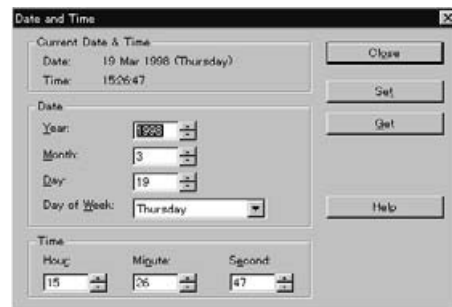 Date and Time
Current Date & Time
Date: 19 Mar 1998 (Thursday)
Time: 15:26:47
Close
Set
Get
Help
Date
Year: 1998
Month: 3
Day: 19
Day of Week: Thursday
Time
Hour: Minute: Second:
15 26 47